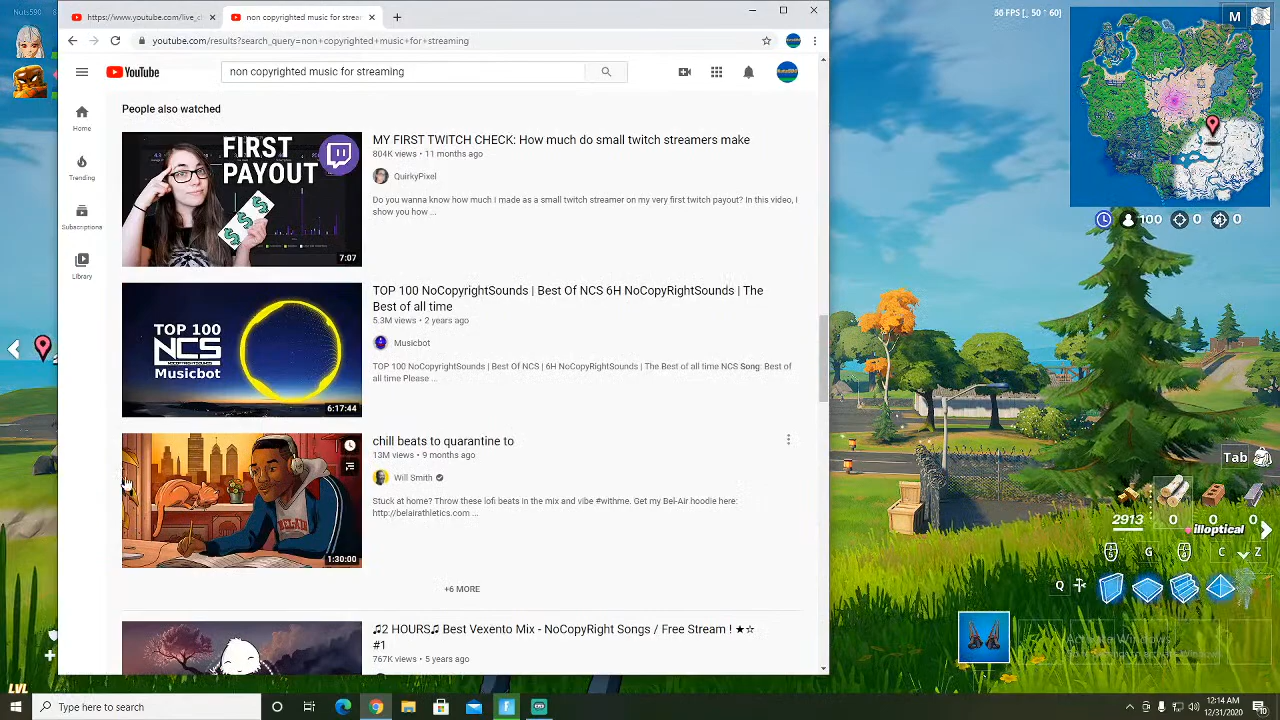 Nuts590
https://www.youtube.com/live_c
non copyrighted music for strea
56 FPS [↓ 50 ↑ 60]
M
youtube.com/results?search_query=non+copyrighted+music+for+streaming
YouTube
non copyrighted music for streaming
Home
Trending
Subscriptions
Library
People also watched
FIRST
PAYOUT
7:07
MY FIRST TWITCH CHECK: How much do small twitch streamers make
804K views • 11 months ago
QuirkyPixel
Do you wanna know how much I made as a small twitch streamer on my very first twitch payout? In this video, I
show you how ...
100 0 0
TOP 100
NCS
Musicbot
6:17:44
TOP 100 NoCopyrightSounds | Best Of NCS 6H NoCopyRightSounds | The
Best of all time
5.3M views • 2 years ago
Musicbot
TOP 100 NoCopyrightSounds | Best Of NCS | 6H NoCopyRightSounds | The Best of all time NCS Song: Best of
all time Please ...
1:30:00
chill beats to quarantine to
13M views • 9 months ago
Will Smith
Stuck at home? Throw these lofi beats in the mix and vibe #withme. Get my Bel-Air hoodie here:
http://belairathletics.com ...
+6 MORE
♫2 HOURS♫ Best Vexento Mix - NoCopyRight Songs / Free Stream ! ★☆
#1
767K views • 5 years ago
Tab
2913 0 0 0
illoptical
G C Z
Q
Activate Windows
LVL
Type here to search
12:14 AM
12/31/2020